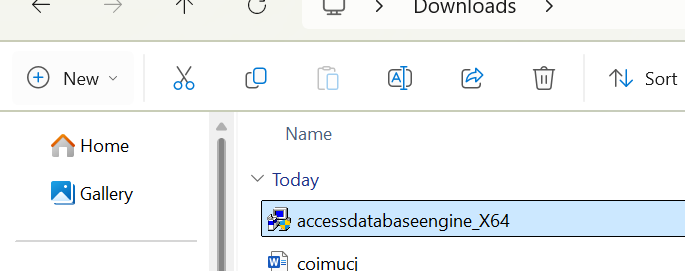 Downloads
New
Sort
Name
Home
Today
Gallery
accessdatabaseengine_X64
coimucj